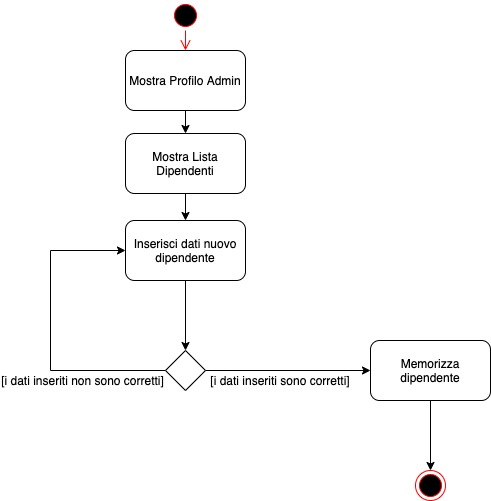 Mostra Profilo Admin
Mostra Lista
Dipendenti
Inserisci dati nuovo
dipendente
[i dati inseriti non sono corretti]
[i dati inseriti sono corretti]
Memorizza
dipendente